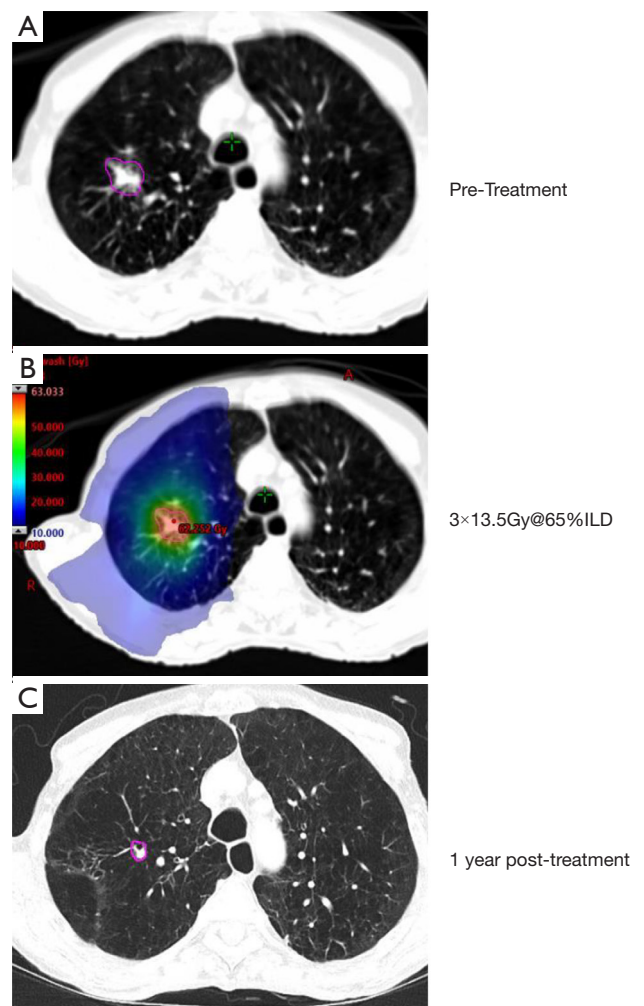 A
Pre-Treatment
B
wash [Gy]
63.033
50.000
40.000
30.000
20.000
10.000
A
R
3×13.5Gy@65%ILD
C
1 year post-treatment